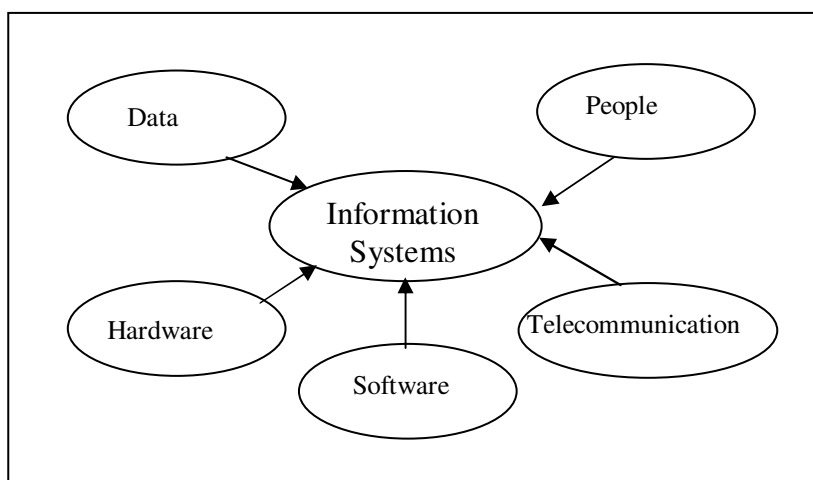 Data
People
Information
Systems
Hardware
Telecommunication
Software